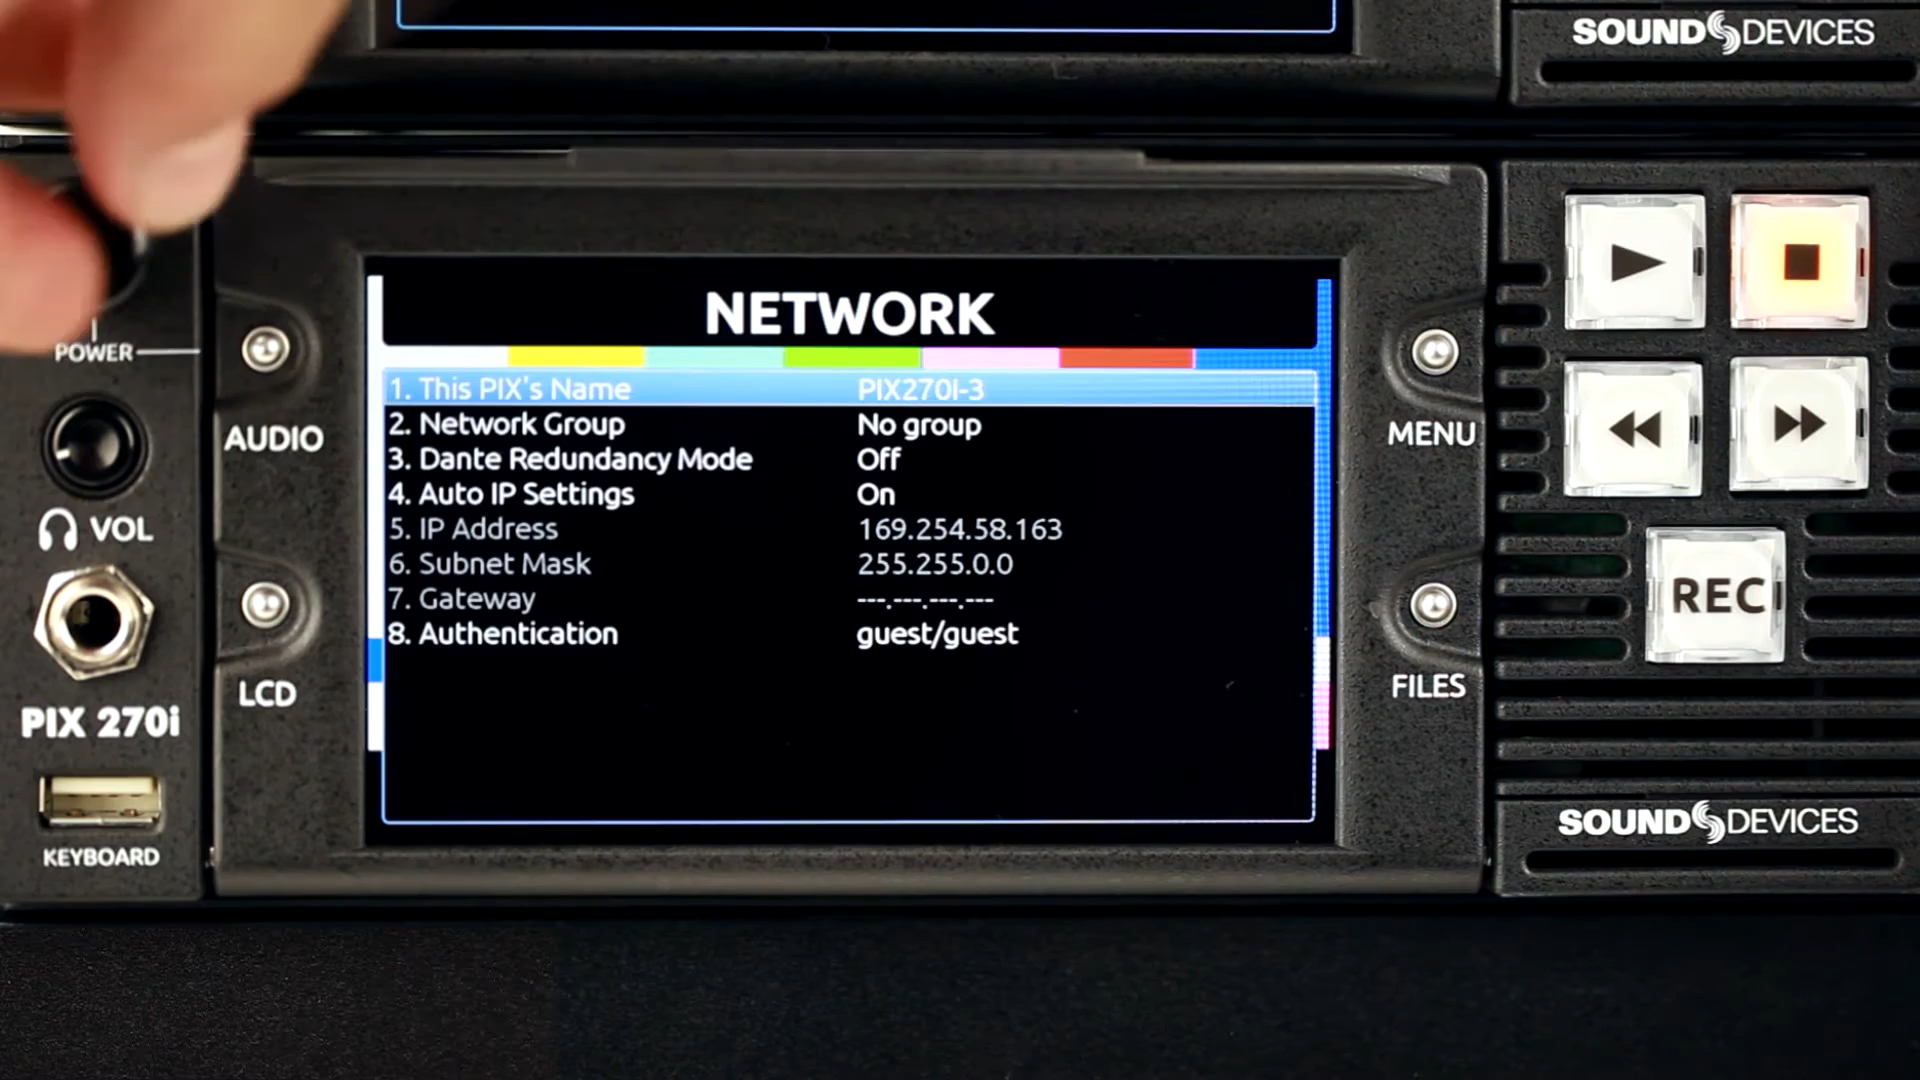 SOUND DEVICES
POWER
AUDIO
VOL
LCD
PIX 270i
KEYBOARD
NETWORK
1. This PIX's Name PIX270I-3
2. Network Group No group
3. Dante Redundancy Mode Off
4. Auto IP Settings On
5. IP Address 169.254.58.163
6. Subnet Mask 255.255.0.0
7. Gateway ---.---.---.---
8. Authentication guest/guest
MENU
FILES
REC
SOUND DEVICES